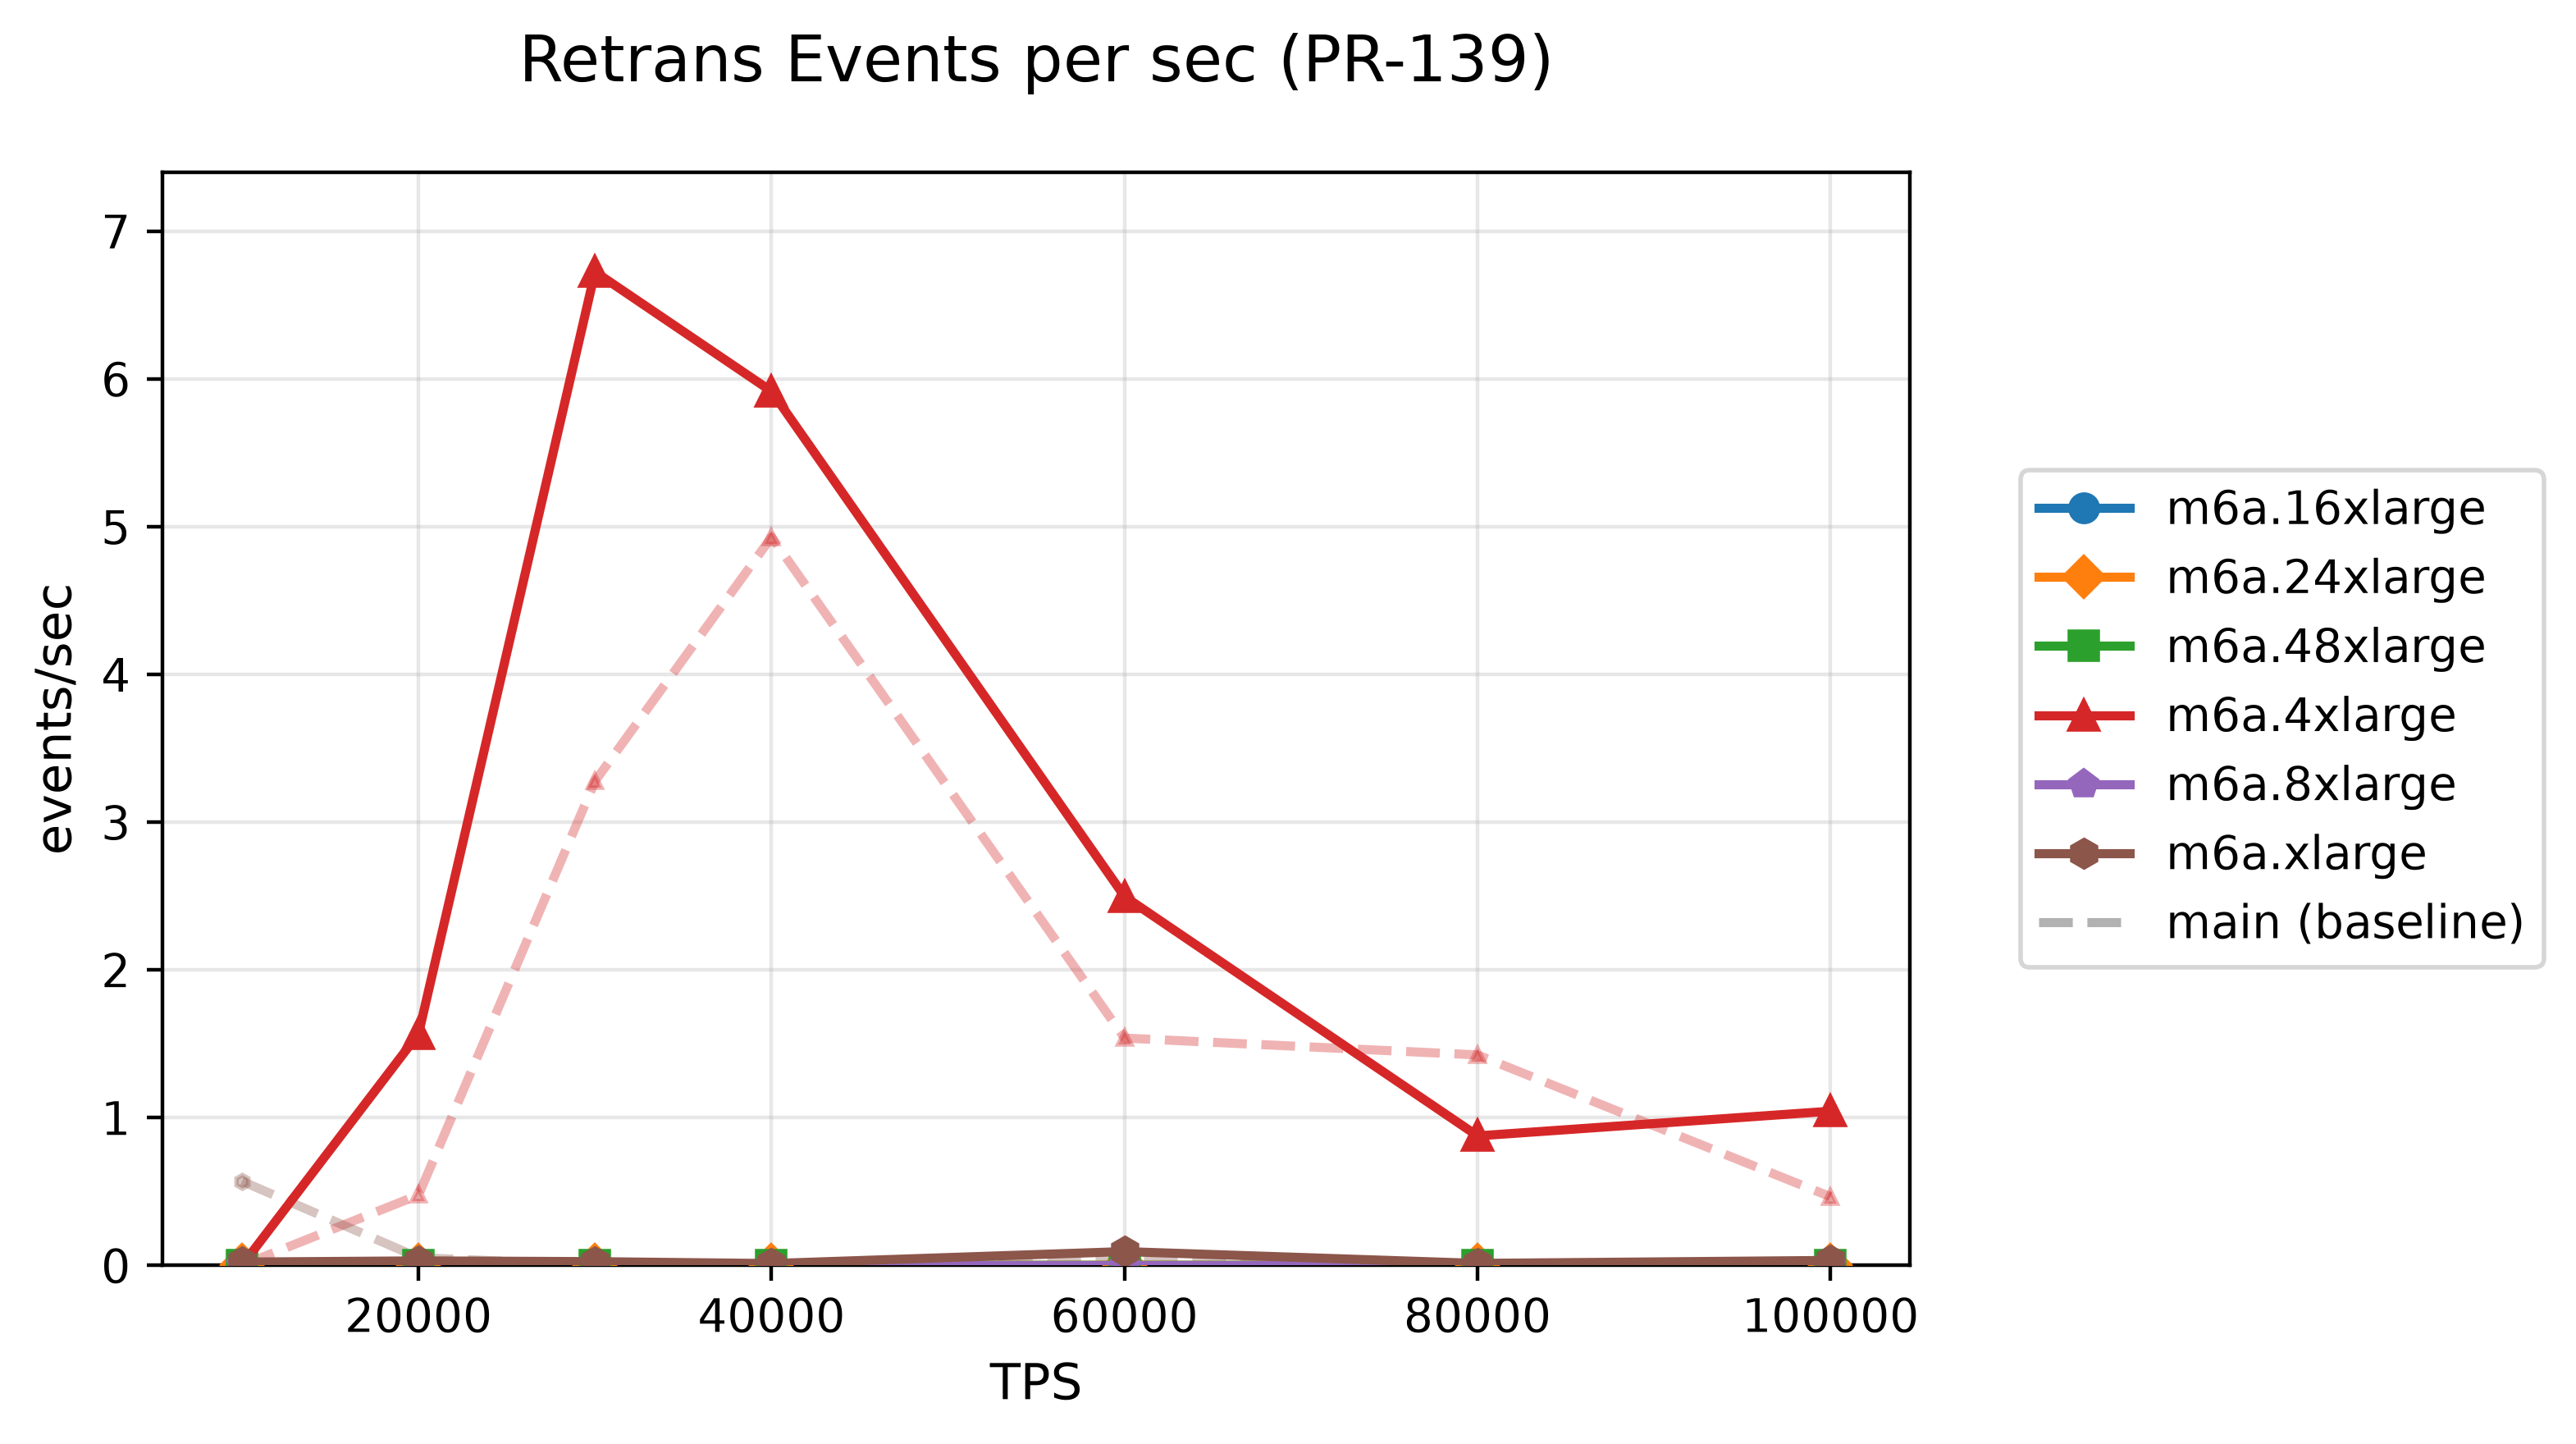 Retrans Events per sec (PR-139)
events/sec
7
6
5
4
3
2
1
0
20000 40000 60000 80000 100000
TPS
m6a.16xlarge
m6a.24xlarge
m6a.48xlarge
m6a.4xlarge
m6a.8xlarge
m6a.xlarge
main (baseline)